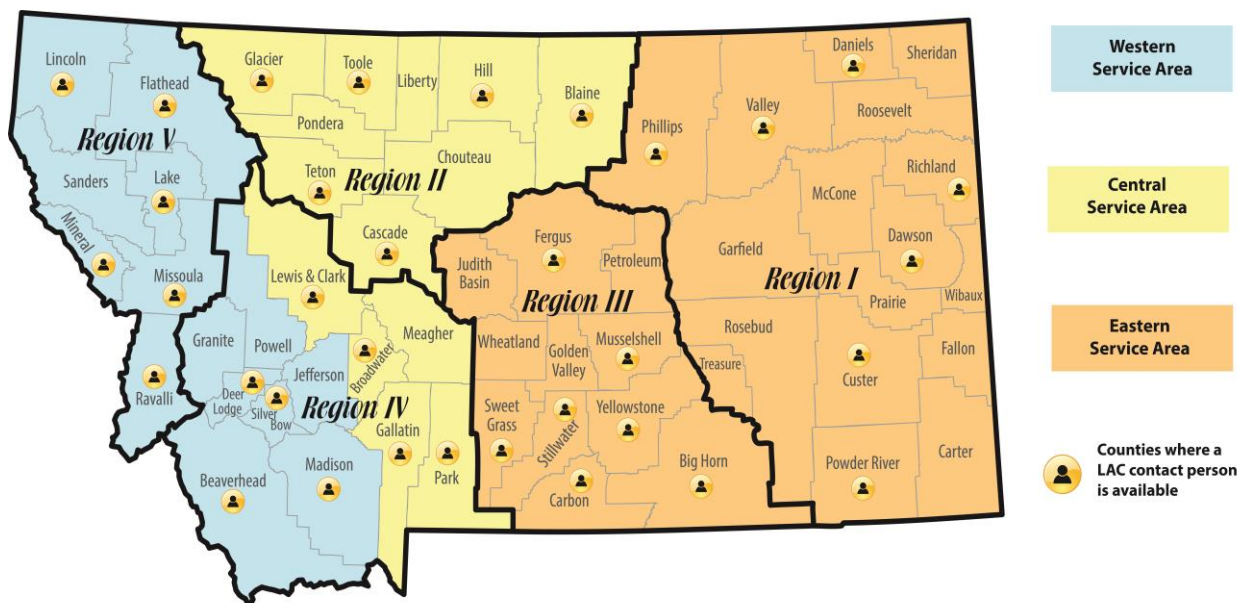 Lincoln
Flathead
Region V
Sanders
Lake
Mineral
Missoula
Ravalli
Glacier
Toole
Liberty
Hill
Blaine
Pondera
Chouteau
Teton
Region II
Cascade
Lewis & Clark
Meagher
Broadwater
Granite
Powell
Jefferson
Deer
Lodge
Silver
Bow
Region IV
Gallatin
Park
Beaverhead
Madison
Fergus
Petroleum
Judith
Basin
Region III
Wheatland
Golden
Valley
Musselshell
Sweet
Grass
Stillwater
Yellowstone
Carbon
Big Horn
Daniels
Sheridan
Valley
Roosevelt
Phillips
Richland
McCone
Garfield
Dawson
Region I
Prairie
Wibaux
Rosebud
Treasure
Custer
Fallon
Powder River
Carter
Western
Service Area
Central
Service Area
Eastern
Service Area
Counties where a
LAC contact person
is available